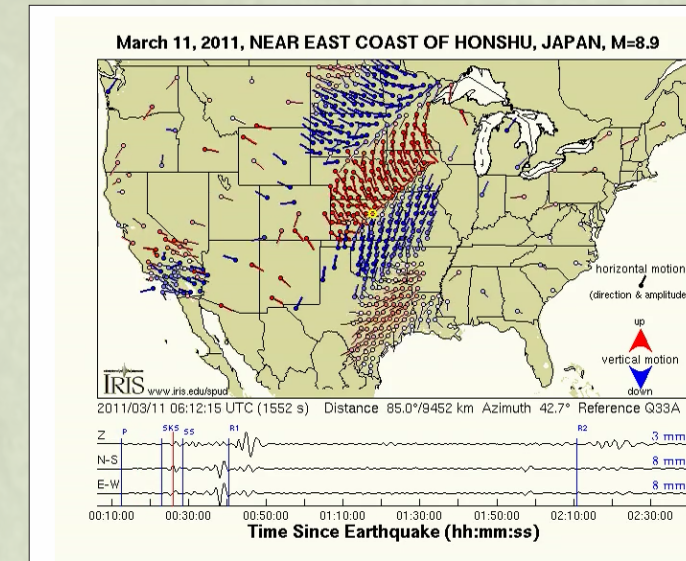 March 11, 2011, NEAR EAST COAST OF HONSHU, JAPAN, M=8.9
horizontal motion
(direction & amplitude
up
vertical motion
down
IRIS www.iris.edu/spud
2011/03/11 06:12:15 UTC (1552 s) Distance 85.0°/9452 km Azimuth 42.7° Reference Q33A
P SKS SS R1 R2
Z 3 mm
N-S 8 mm
E-W 8 mm
00:10:00 00:30:00 00:50:00 01:10:00 01:30:00 01:50:00 02:10:00 02:30:00
Time Since Earthquake (hh:mm:ss)